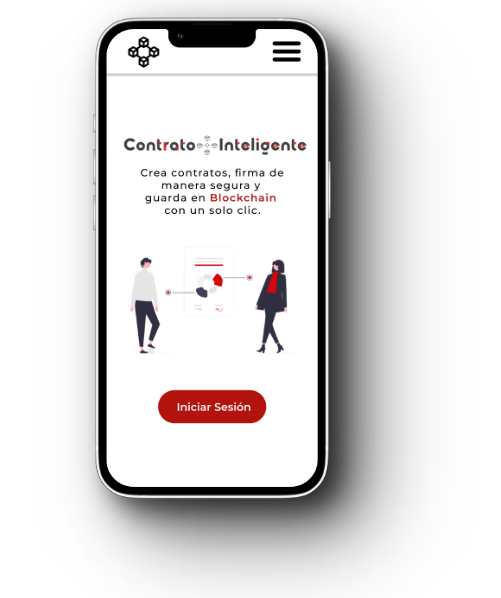 Contrato Inteligente
Crea contratos, firma de
manera segura y
guarda en Blockchain
con un solo clic.
Iniciar Sesión